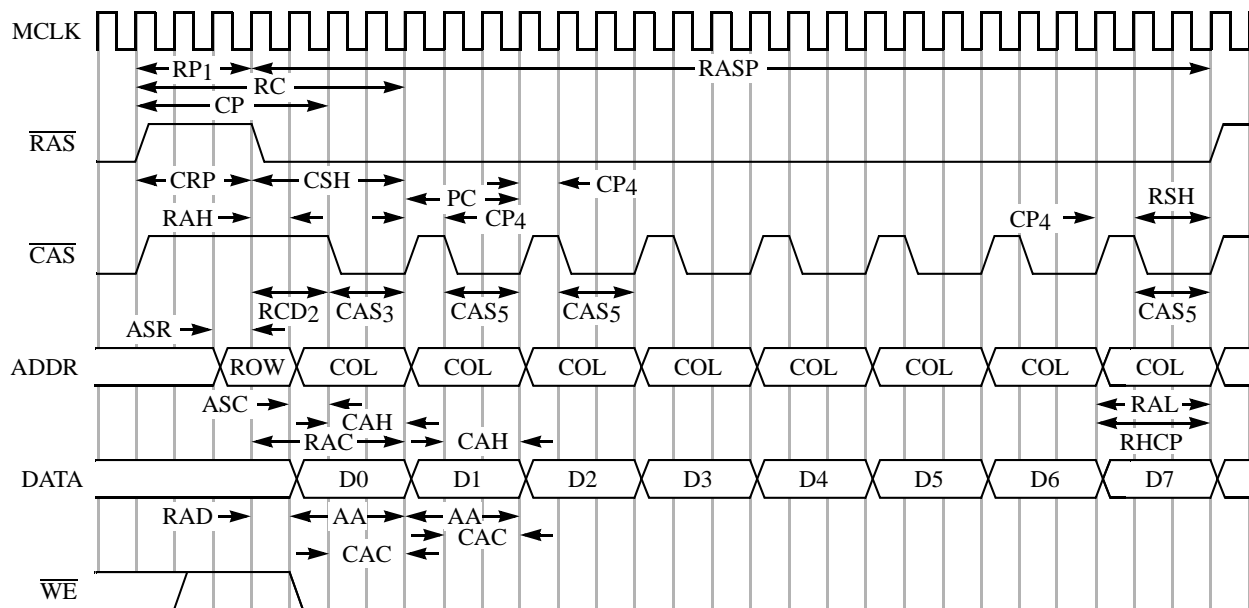 MCLK
RP1 RASP
RC
CP
RAS
CRP CSH CP4
PC RSH
RAH CP4 CP4
CAS
RCD2 CAS3 CAS5 CAS5 CAS5
ASR
ADDR ROW COL COL COL COL COL COL COL COL
ASC RAL
CAH
RAC CAH RHCP
DATA D0 D1 D2 D3 D4 D5 D6 D7
RAD AA AA
CAC
CAC
WE